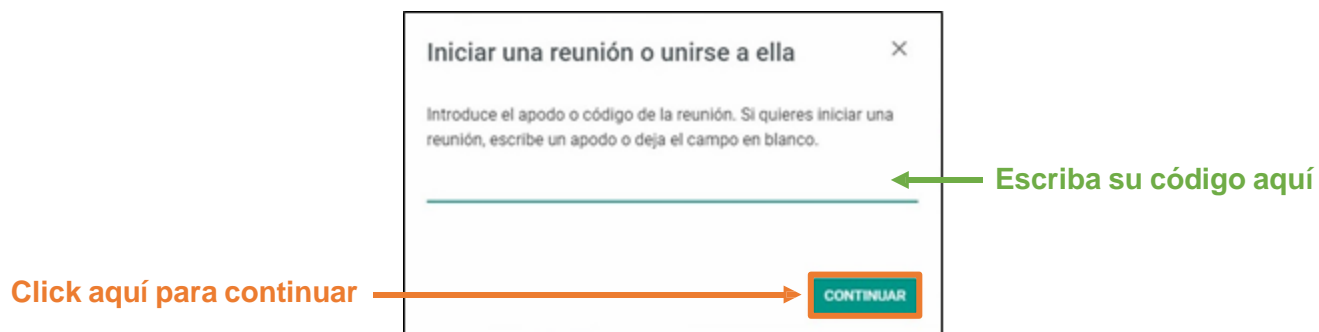 Iniciar una reunión o unirse a ella
Introduce el apodo o código de la reunión. Si quieres iniciar una
reunión, escribe un apodo o deja el campo en blanco.
Escriba su código aquí
Click aquí para continuar
CONTINUAR